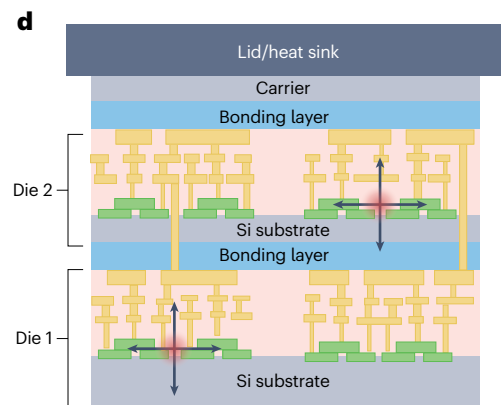 d
Lid/heat sink
Carrier
Bonding layer
Die 2
Si substrate
Bonding layer
Die 1
Si substrate